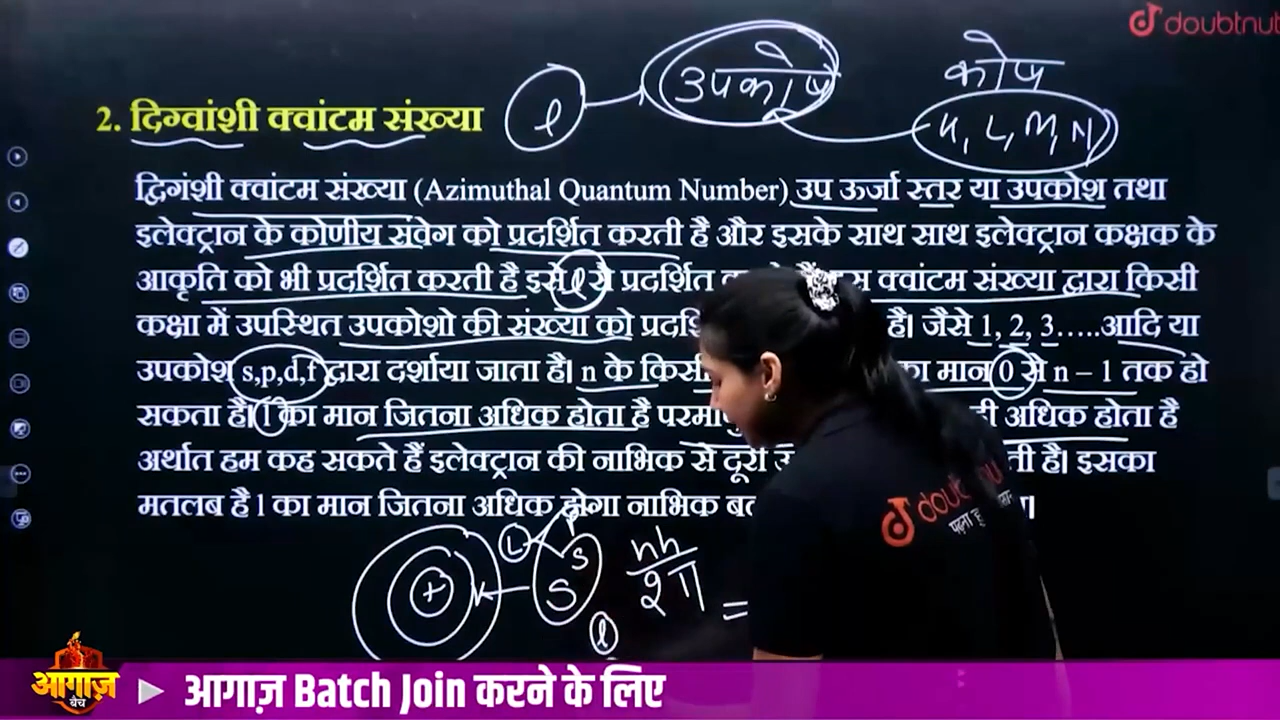 doubtnut
2. दिग्वांशी क्वांटम संख्या
l
उपकोष
कोष
K, L, M, N
द्विगंशी क्वांटम संख्या (Azimuthal Quantum Number) उप ऊर्जा स्तर या उपकोश तथा
इलेक्ट्रान के कोणीय संवेग को प्रदर्शित करती है और इसके साथ साथ इलेक्ट्रान कक्षक के
आकृति को भी प्रदर्शित करती है इसे l से प्रदर्शित क्वांटम संख्या द्वारा किसी
कक्षा में उपस्थित उपकोशो की संख्या को है। जैसे 1, 2, 3…..आदि या
उपकोश s,p,d,f द्वारा दर्शाया जाता है। n के किसी का मान 0 से n – 1 तक हो
सकता है। l का मान जितना अधिक होता है ही अधिक होता है
अर्थात हम कह सकते हैं इलेक्ट्रान की नाभिक से दूरी है। इसका
मतलब है l का मान जितना अधिक होगा नाभिक
+
L
S
S
nh
2π
=
l
doubtnut
आगाज़
बैच
आगाज़ Batch Join करने के लिए